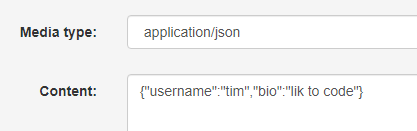 Media type: application/json
Content: {"username":"tim","bio":"lik to code"}